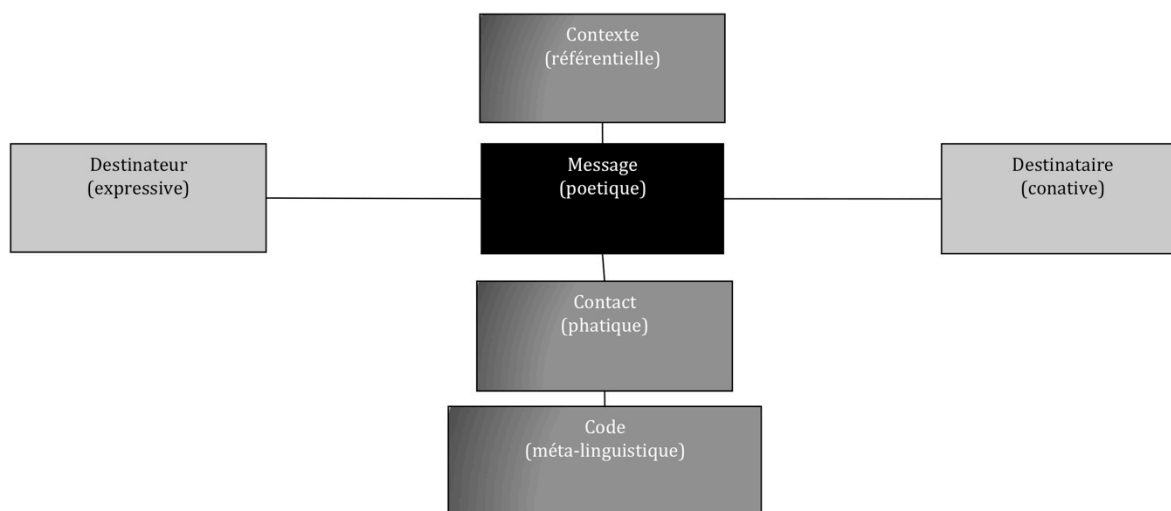 Contexte
(référentielle)
Destinateur
(expressive)
Message
(poetique)
Destinataire
(conative)
Contact
(phatique)
Code
(méta-linguistique)